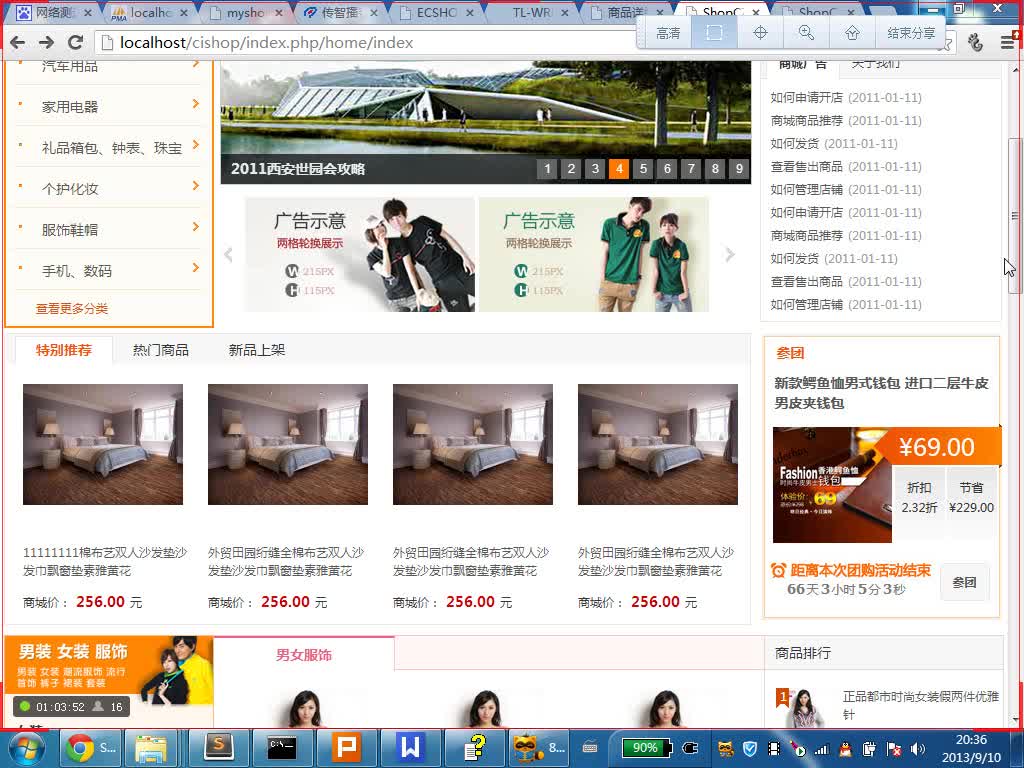 网络测
localho
mysho
传智播
ECSHO
TL-WR
商品送
ShopC
ShopC
localhost/cishop/index.php/home/index
高清
结束分享
汽车用品
家用电器
礼品箱包、钟表、珠宝
个护化妆
服饰鞋帽
手机、数码
查看更多分类
2011西安世园会攻略
1 2 3 4 5 6 7 8 9
广告示意
两格轮换展示
W 215PX
H 115PX
广告示意
两格轮换展示
W 215PX
H 115PX
商城广告 关于我们
如何申请开店 (2011-01-11)
商城商品推荐 (2011-01-11)
如何发货 (2011-01-11)
查看售出商品 (2011-01-11)
如何管理店铺 (2011-01-11)
如何申请开店 (2011-01-11)
商城商品推荐 (2011-01-11)
如何发货 (2011-01-11)
查看售出商品 (2011-01-11)
如何管理店铺 (2011-01-11)
特别推荐 热门商品 新品上架
11111111棉布艺双人沙发垫沙
发巾飘窗垫素雅黄花
商城价： 256.00 元
外贸田园绗缝全棉布艺双人沙
发垫沙发巾飘窗垫素雅黄花
商城价： 256.00 元
外贸田园绗缝全棉布艺双人沙
发垫沙发巾飘窗垫素雅黄花
商城价： 256.00 元
外贸田园绗缝全棉布艺双人沙
发垫沙发巾飘窗垫素雅黄花
商城价： 256.00 元
参团
新款鳄鱼恤男式钱包 进口二层牛皮
男皮夹钱包
Fashion 香港鳄鱼恤
时尚牛皮男士 钱包
体验价: 69
¥69.00
折扣 节省
2.32折 ¥229.00
距离本次团购活动结束
66天3小时5分3秒
参团
男装 女装 服饰
男装 女装 潮流服饰 流行
首饰 裤子 裙装 套装
01:03:52 16
男女服饰
商品排行
1
正品都市时尚女装假两件优雅
针
S...
8...
90%
20:36
2013/9/10